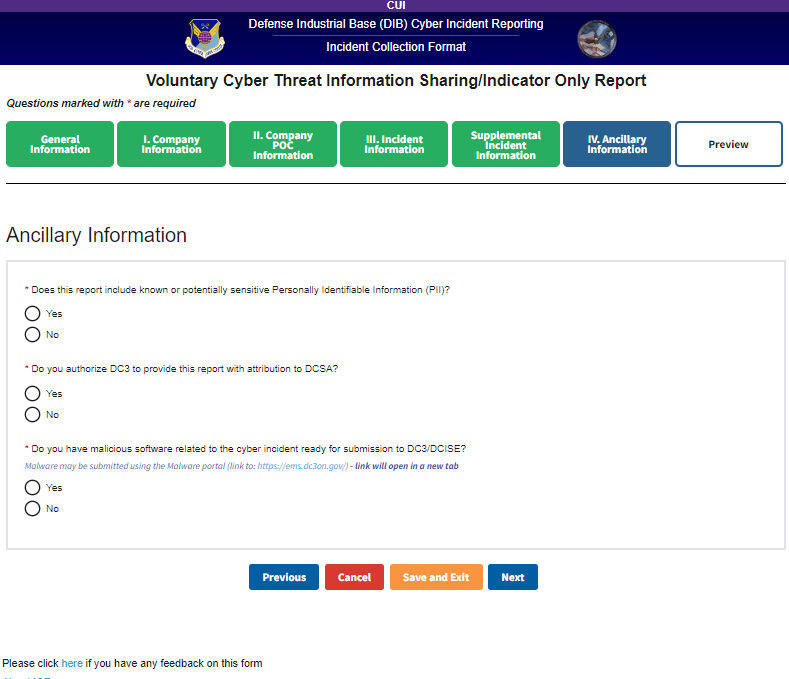 CUI
Defense Industrial Base (DIB) Cyber Incident Reporting
Incident Collection Format
Voluntary Cyber Threat Information Sharing/Indicator Only Report
Questions marked with * are required
General
Information
I. Company
Information
II. Company
POC
Information
III. Incident
Information
Supplemental
Incident
Information
IV. Ancillary
Information
Preview
Ancillary Information
* Does this report include known or potentially sensitive Personally Identifiable Information (PII)?
Yes
No
* Do you authorize DC3 to provide this report with attribution to DCSA?
Yes
No
* Do you have malicious software related to the cyber incident ready for submission to DC3/DCISE?
Malware may be submitted using the Malware portal (link to: https://ems.dc3on.gov/) - link will open in a new tab
Yes
No
Previous
Cancel
Save and Exit
Next
Please click here if you have any feedback on this form